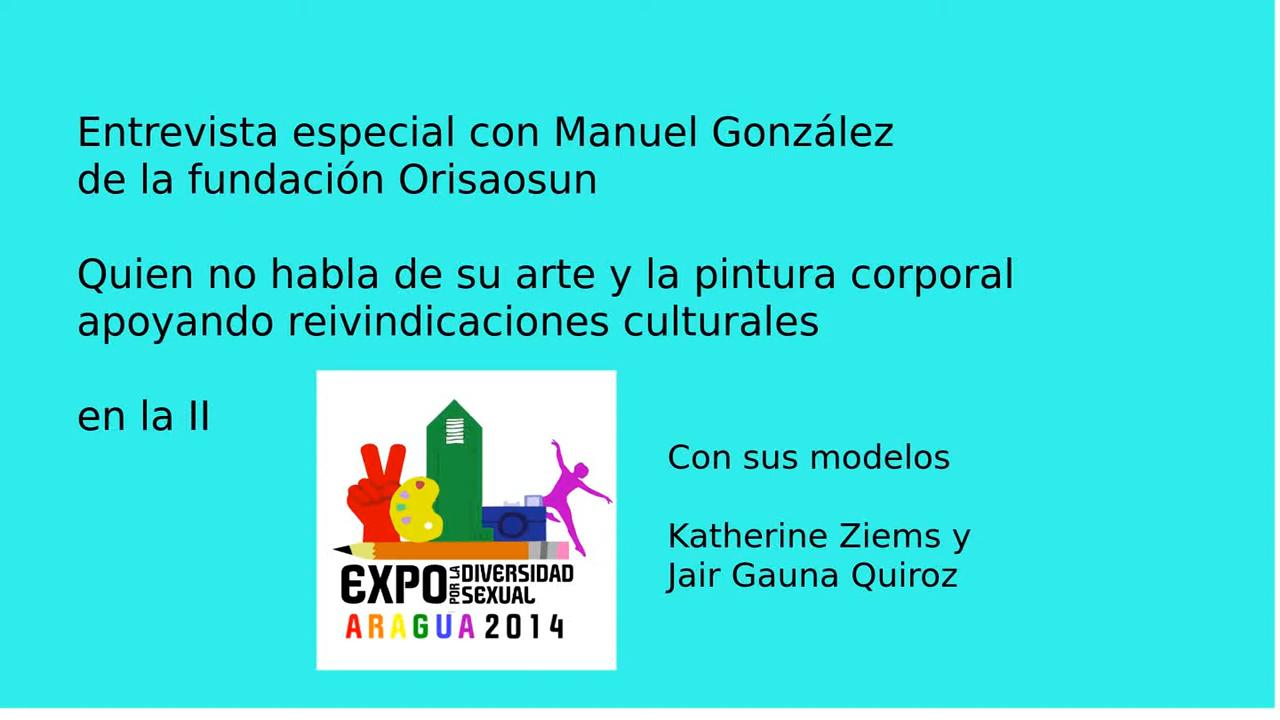 Entrevista especial con Manuel González
de la fundación Orisaosun
Quien no habla de su arte y la pintura corporal
apoyando reivindicaciones culturales
en la II
EXPO POR LA DIVERSIDAD SEXUAL
ARAGUA 2014
Con sus modelos
Katherine Ziems y
Jair Gauna Quiroz